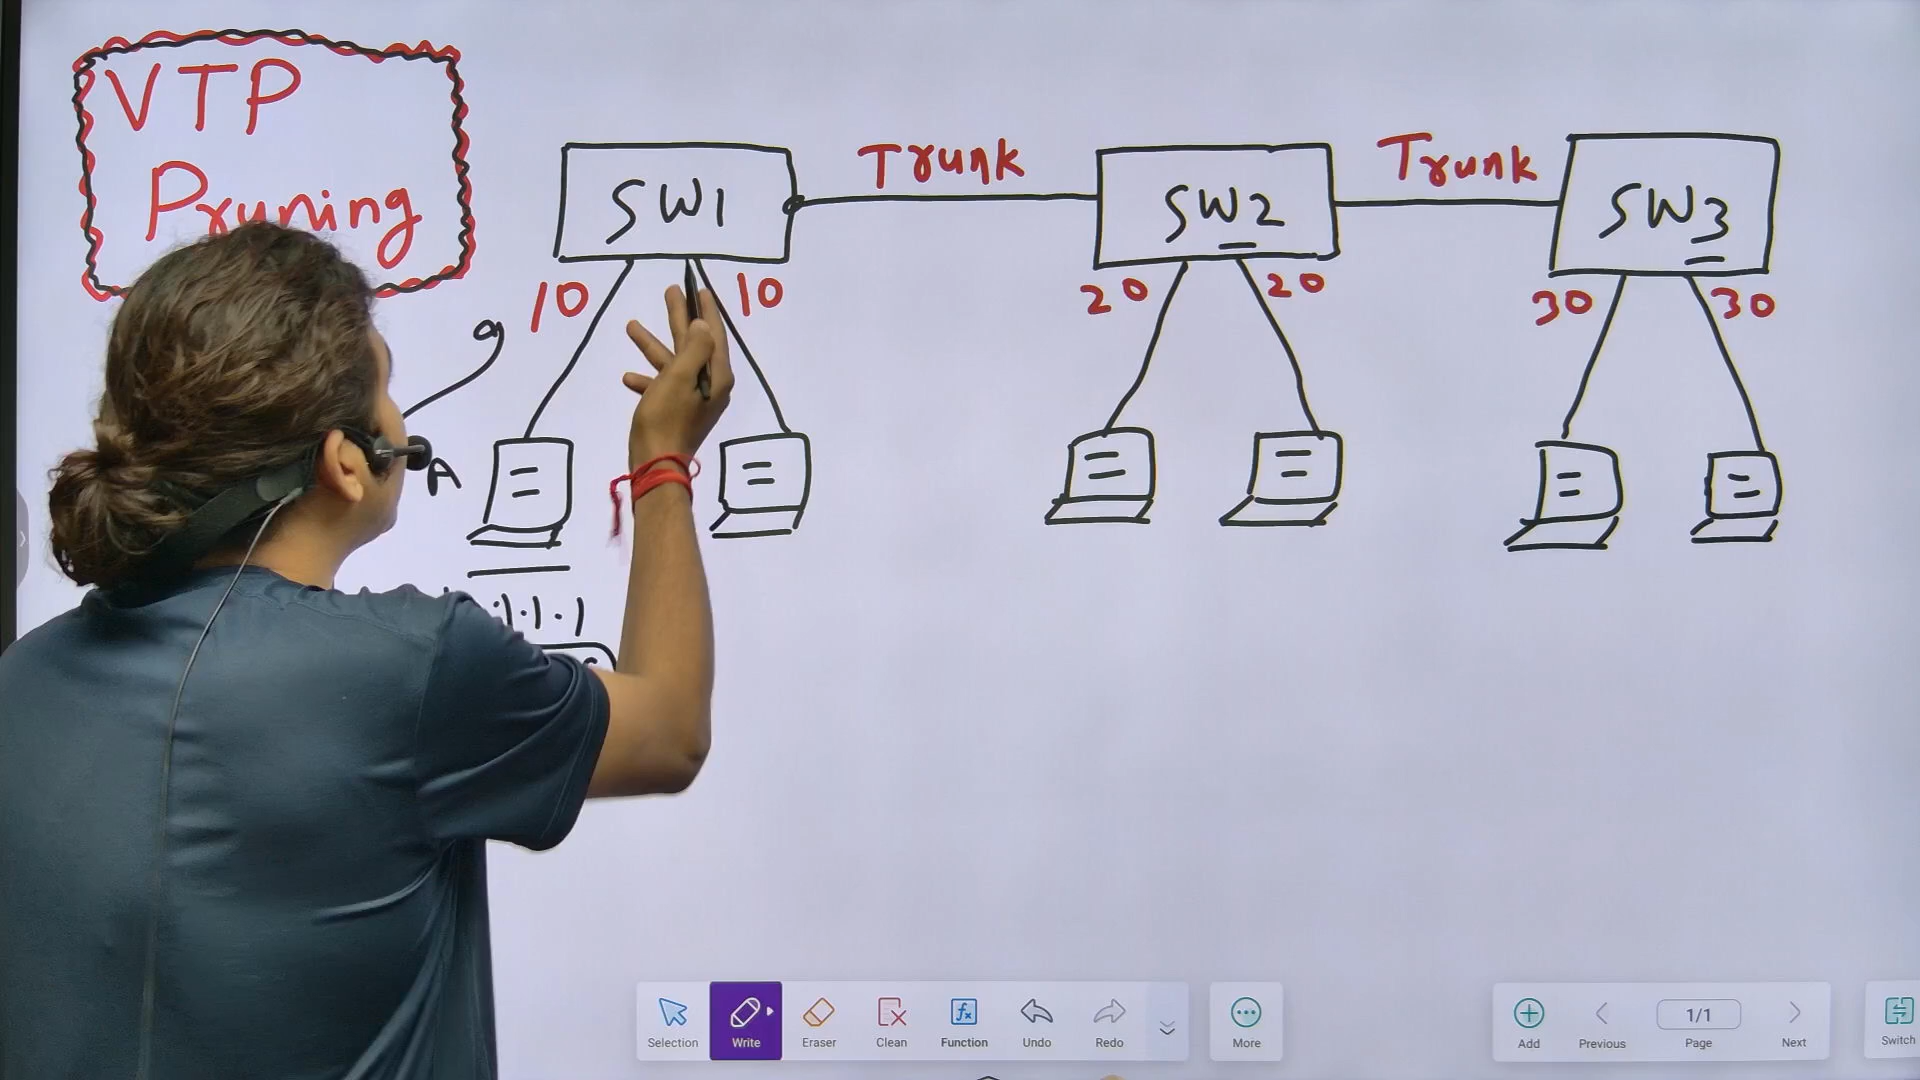 VTP
Pruning
SW1
Trunk
SW2
Trunk
SW3
10
10
20
20
30
30
A
Selection
Write
Eraser
Clean
Function
Undo
Redo
More
Add
Previous
1/1
Page
Next
Switch